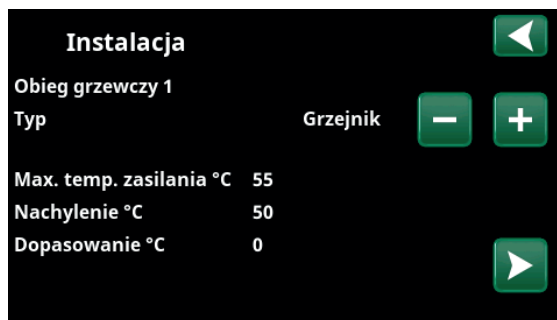 Instalacja
Obieg grzewczy 1
Typ Grzejnik
Max. temp. zasilania °C 55
Nachylenie °C 50
Dopasowanie °C 0